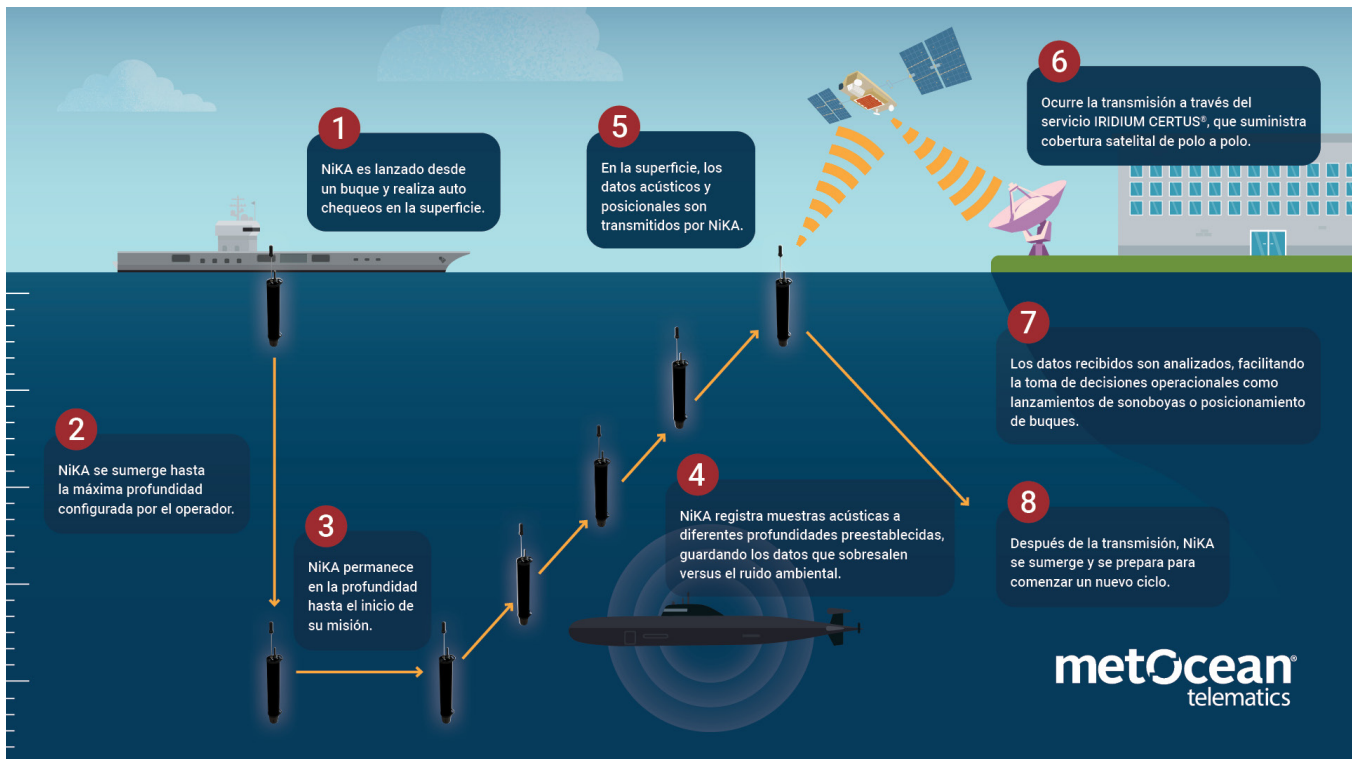 1
NiKA es lanzado desde
un buque y realiza auto
chequeos en la superficie.
2
NiKA se sumerge hasta
la máxima profundidad
configurada por el operador.
3
NiKA permanece
en la profundidad
hasta el inicio de
su misión.
4
NiKA registra muestras acústicas a
diferentes profundidades preestablecidas,
guardando los datos que sobresalen
versus el ruido ambiental.
5
En la superficie, los
datos acústicos y
posicionales son
transmitidos por NiKA.
6
Ocurre la transmisión a través del
servicio IRIDIUM CERTUS®, que suministra
cobertura satelital de polo a polo.
7
Los datos recibidos son analizados, facilitando
la toma de decisiones operacionales como
lanzamientos de sonoboyas o posicionamiento
de buques.
8
Después de la transmisión, NiKA
se sumerge y se prepara para
comenzar un nuevo ciclo.
metOcean®
telematics